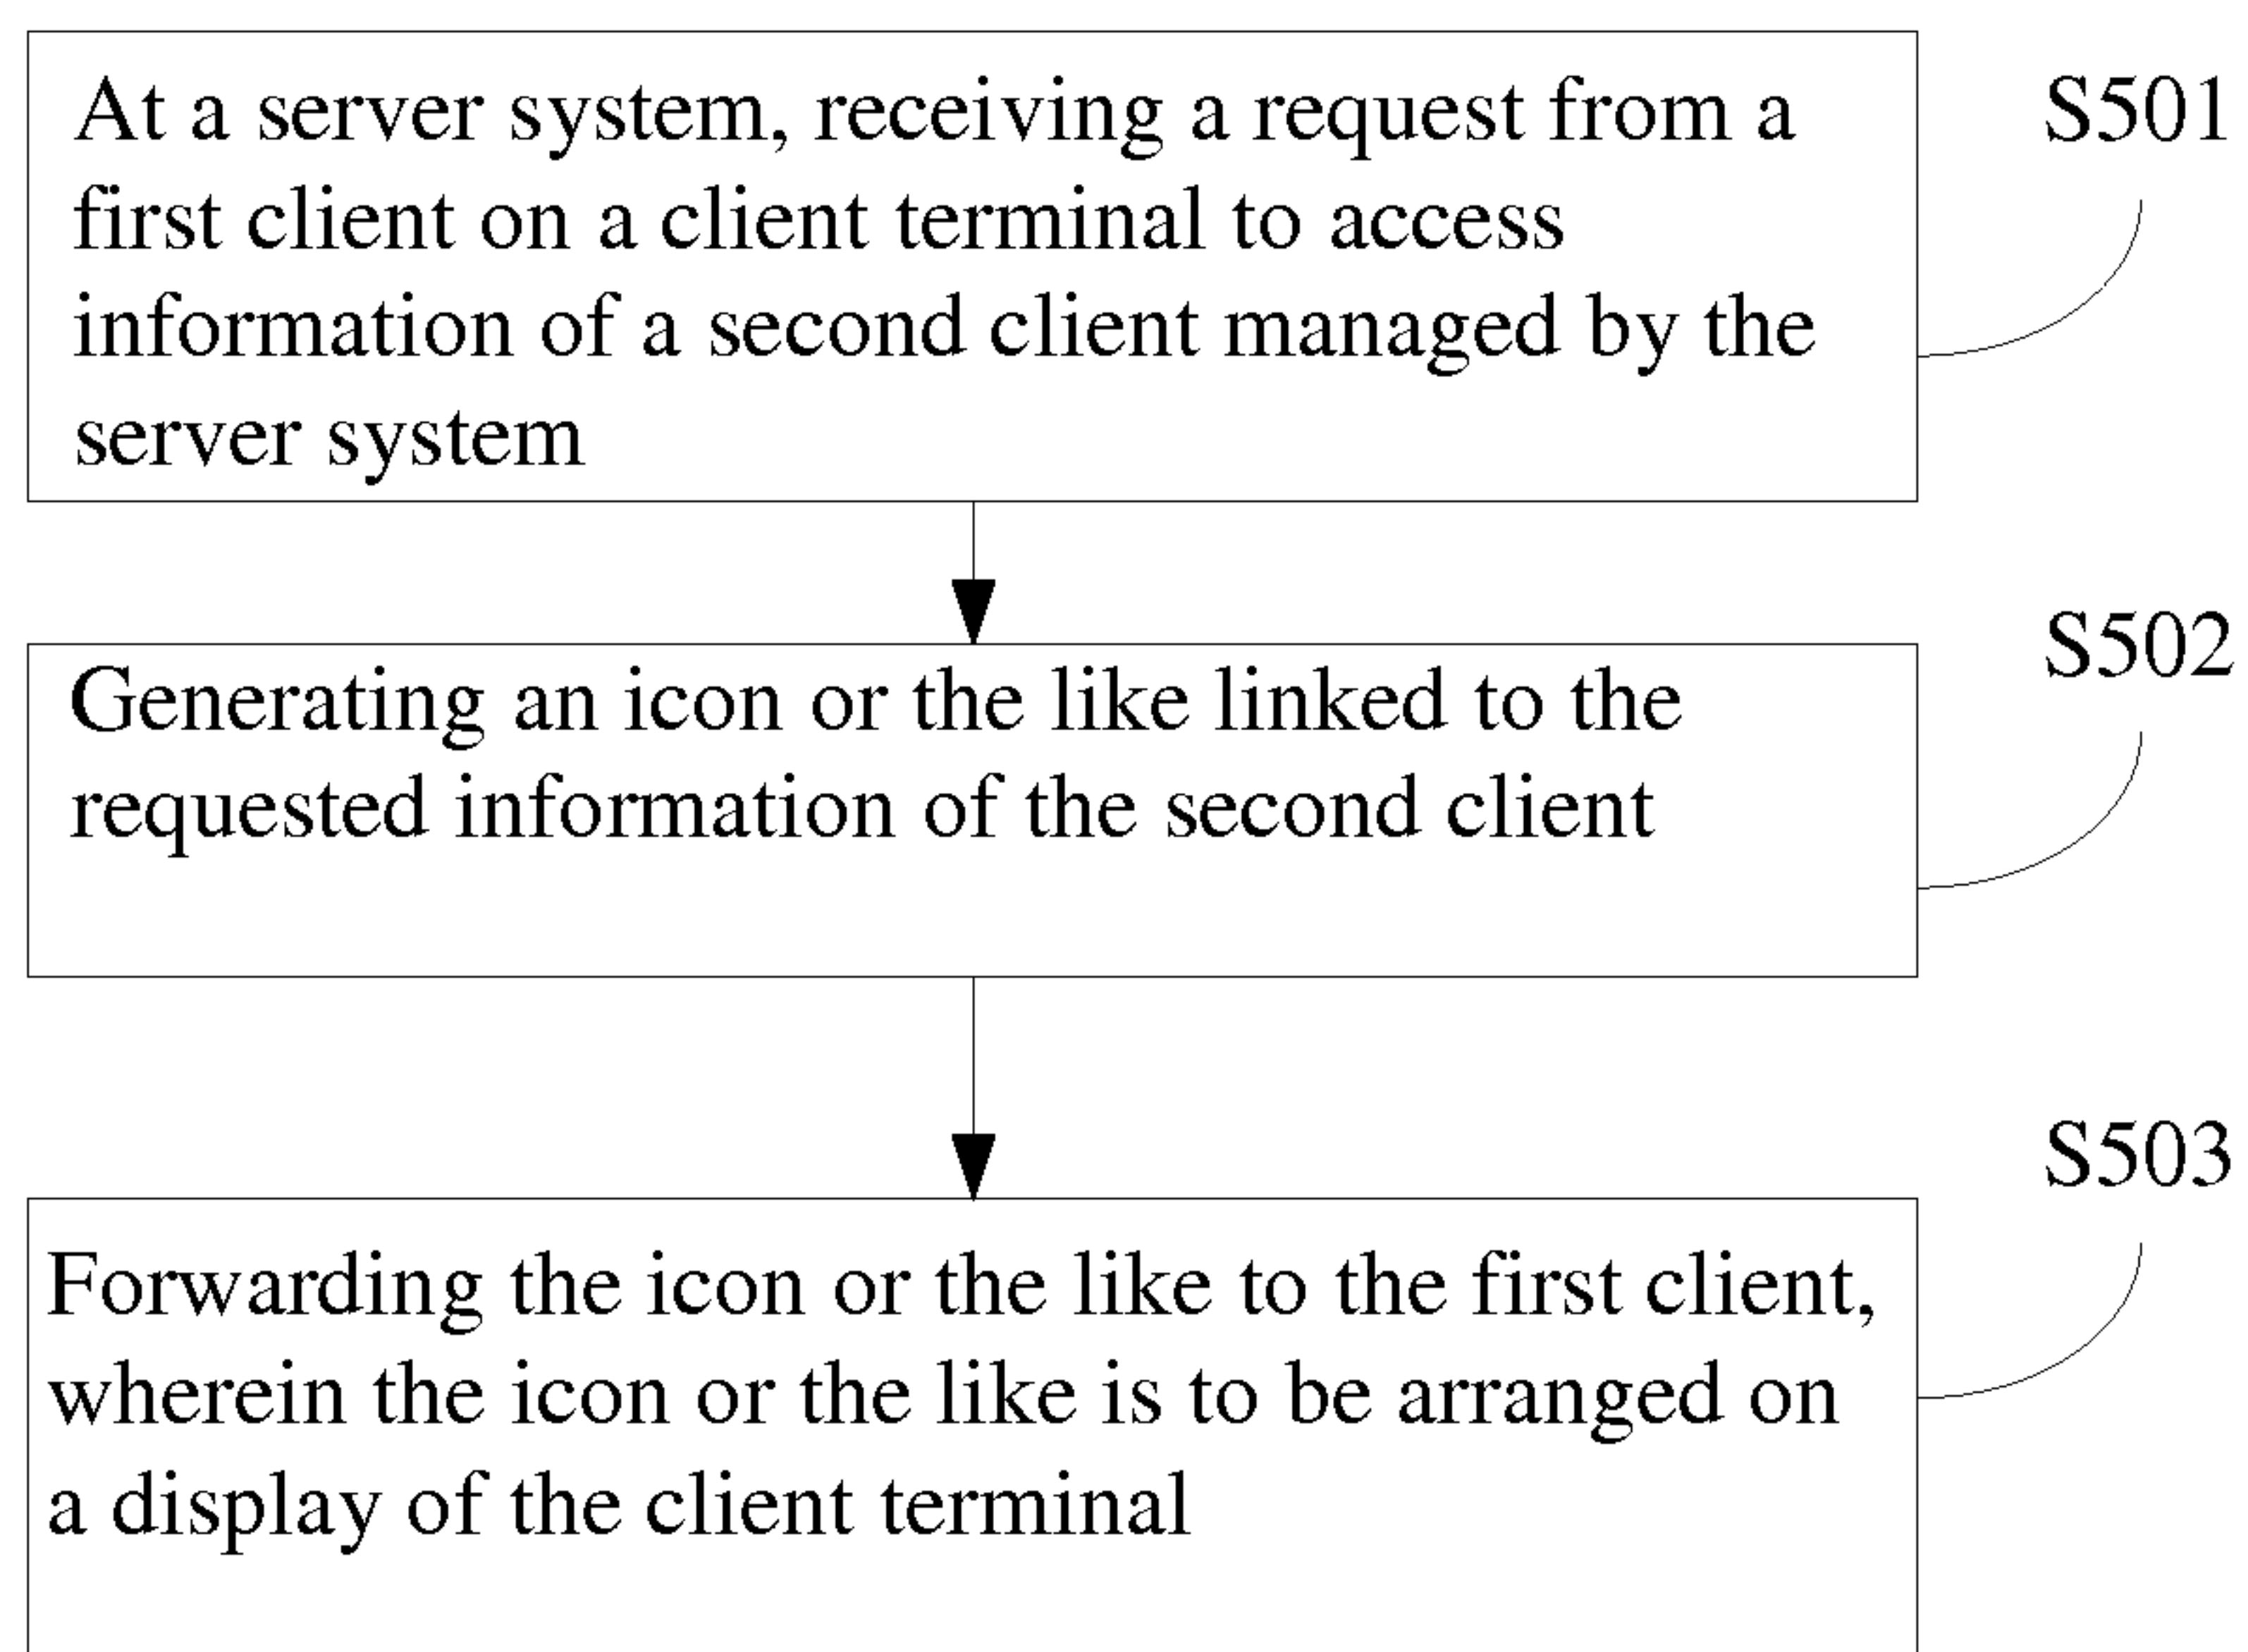 At a server system, receiving a request from a
first client on a client terminal to access
information of a second client managed by the
server system
S501
Generating an icon or the like linked to the
requested information of the second client
S502
Forwarding the icon or the like to the first client,
wherein the icon or the like is to be arranged on
a display of the client terminal
S503